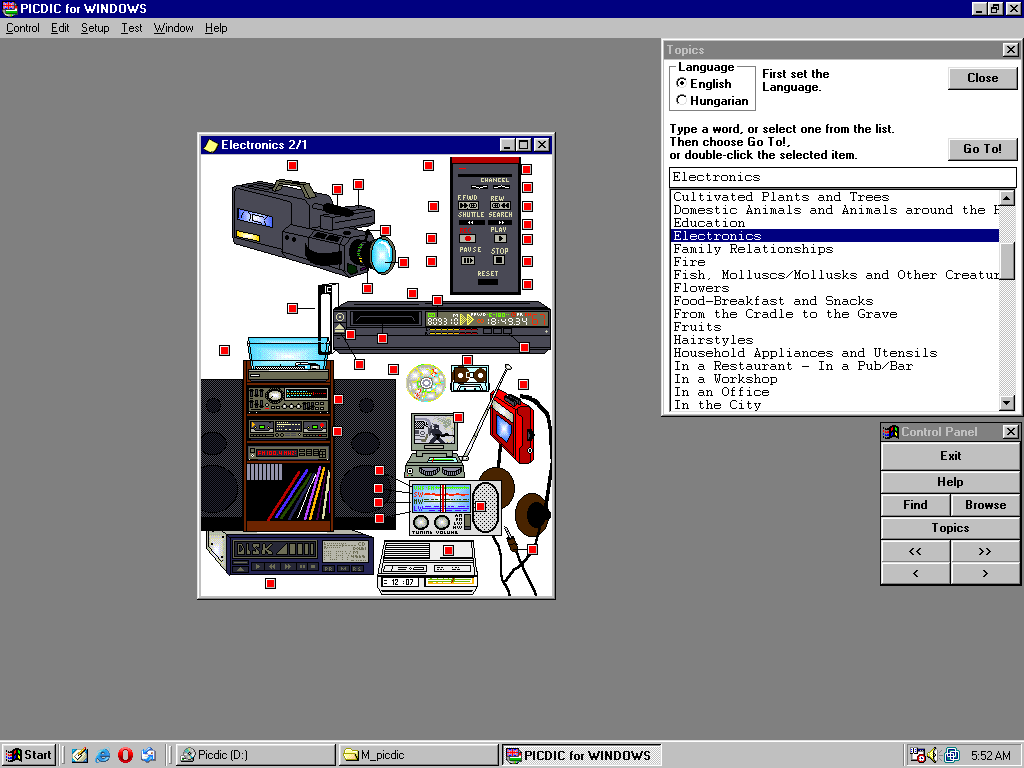 PICDIC for WINDOWS
Control Edit Setup Test Window Help
Topics
Language
English
Hungarian
First set the
Language.
Close
Type a word, or select one from the list.
Then choose Go To!,
or double-click the selected item.
Go To!
Electronics
Cultivated Plants and Trees
Domestic Animals and Animals around the H
Education
Electronics
Family Relationships
Fire
Fish, Molluscs/Mollusks and Other Creatur
Flowers
Food-Breakfast and Snacks
From the Cradle to the Grave
Fruits
Hairstyles
Household Appliances and Utensils
In a Restaurant - In a Pub/Bar
In a Workshop
In an Office
In the City
Electronics 2/1
CHANCEL
F.FWD REW
SHUTTLE SEARCH
REC PLAY
PAUSE STOP
RESET
18:49.34
DISK
TUNING VOLUME
12:07
Control Panel
Exit
Help
Find Browse
Topics
<< >>
< >
Start
Picdic (D:)
M_picdic
PICDIC for WINDOWS
5:52 AM